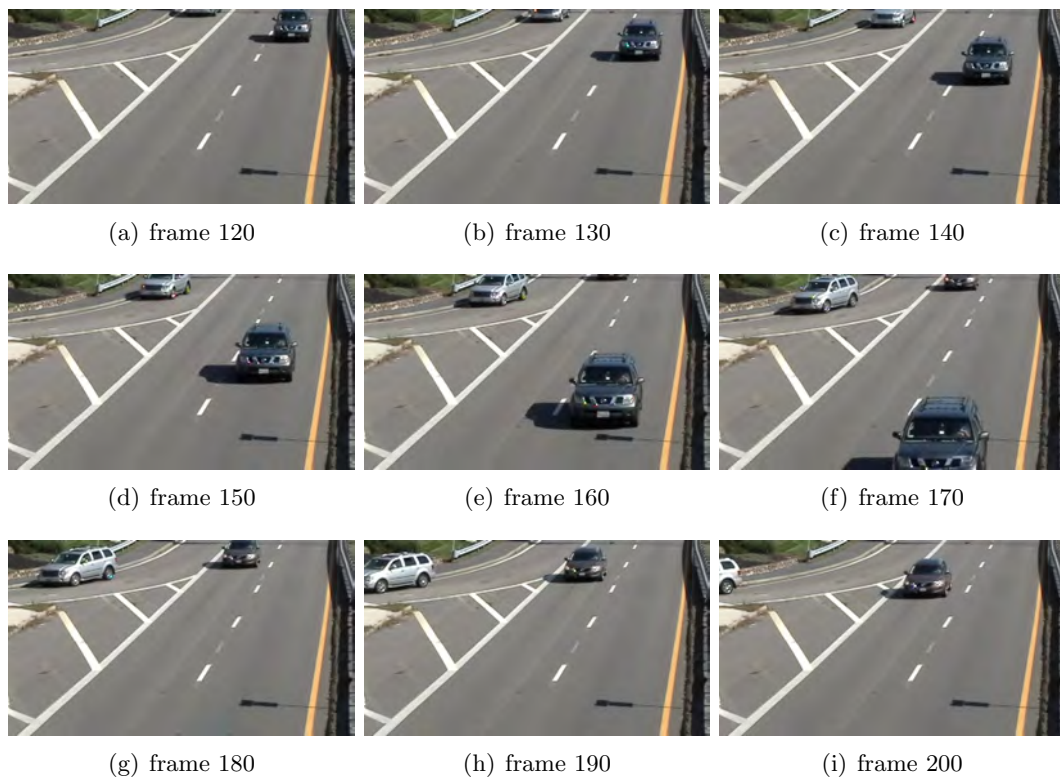 (a) frame 120
(b) frame 130
(c) frame 140
(d) frame 150
(e) frame 160
(f) frame 170
(g) frame 180
(h) frame 190
(i) frame 200